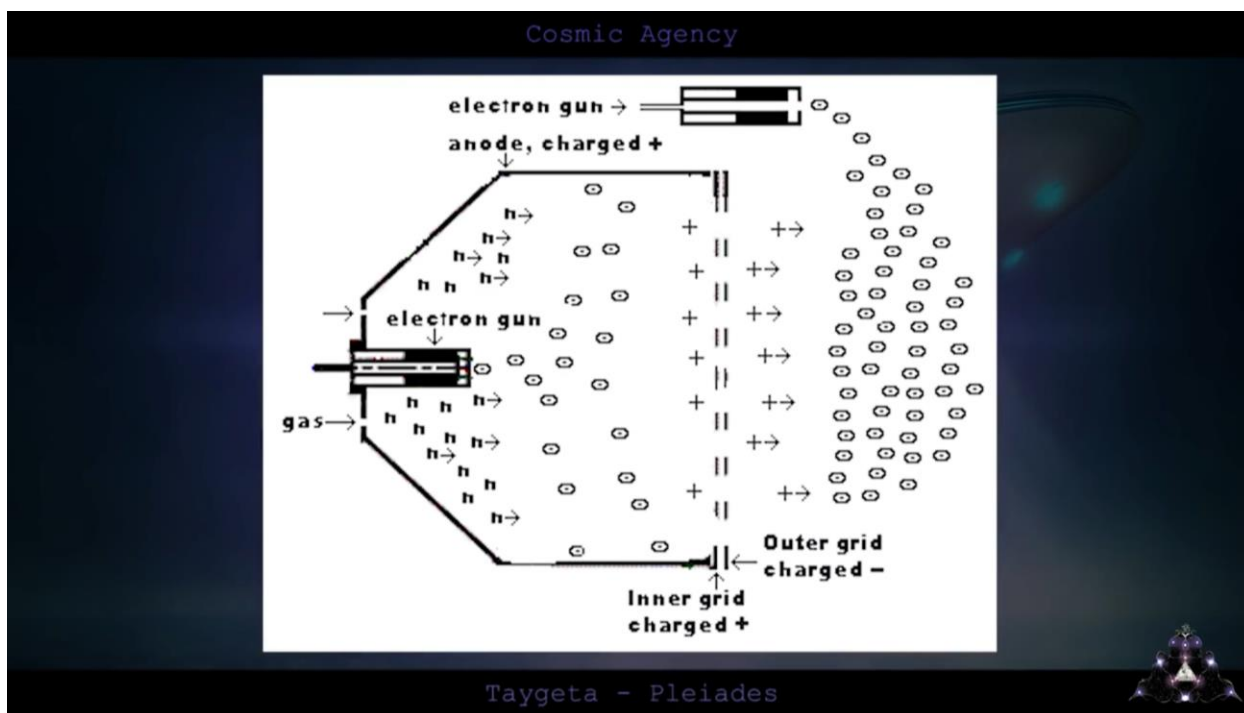 Cosmic Agency
electron gun →
anode, charged +
electron gun
gas→
Outer grid
charged −
Inner grid
charged +
n→
n→
n→ n
n→
n n
n→
n n
n
n n→
n n→
n→
n
n n
n→
+ +→
+ +→
+ +→
+ +→
+ +→
+→
+ +→
Taygeta - Pleiades